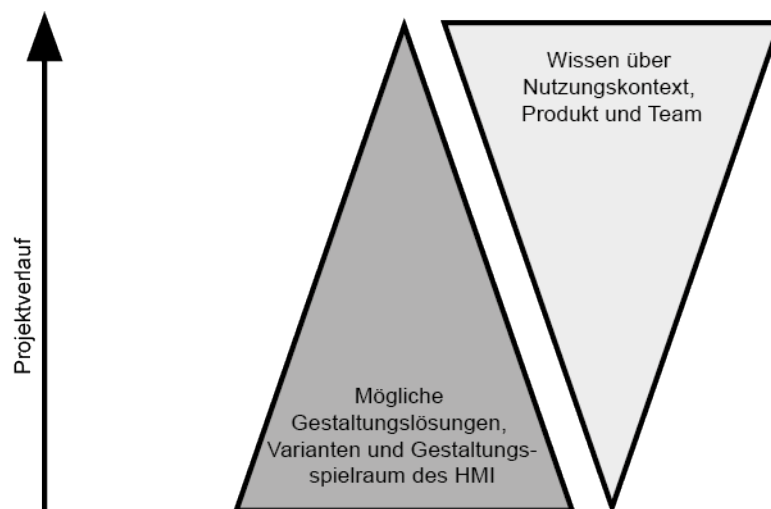 Wissen über
Nutzungskontext,
Produkt und Team
Projektverlauf
Mögliche
Gestaltungslösungen,
Varianten und Gestaltungs-
spielraum des HMI